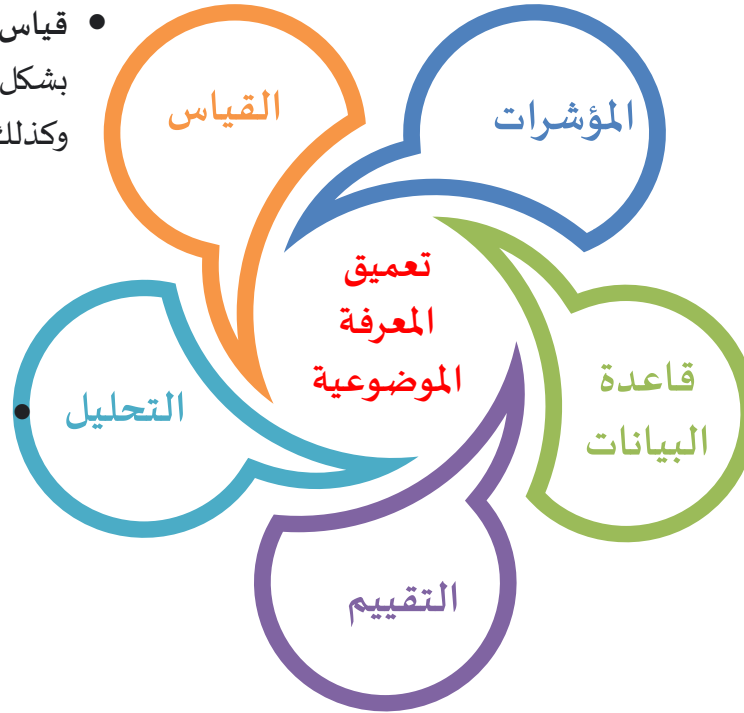 • قياس
بشكل
وكذلك
القياس
المؤشرات
تعميق
المعرفة
الموضوعية
قاعدة
البيانات
• التحليل
التقييم